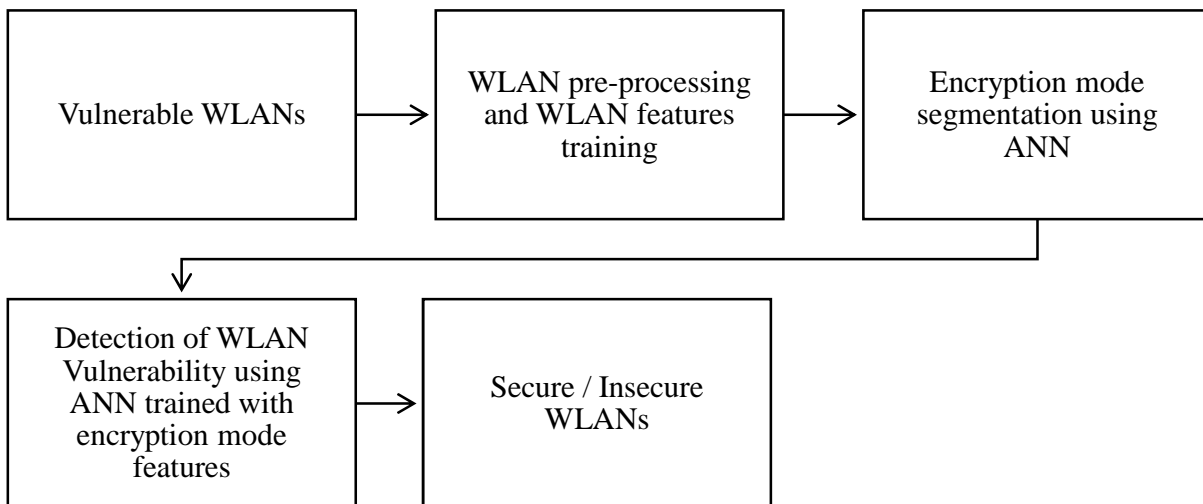 Vulnerable WLANs
WLAN pre-processing
and WLAN features
training
Encryption mode
segmentation using
ANN
Detection of WLAN
Vulnerability using
ANN trained with
encryption mode
features
Secure / Insecure
WLANs